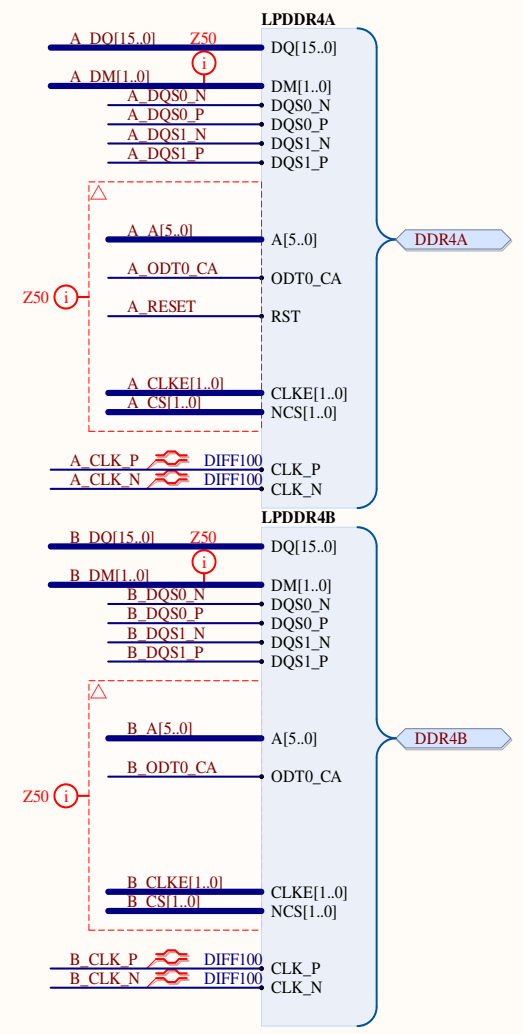 LPDDR4A
A_DQ[15..0] Z50 DQ[15..0]
i
A_DM[1..0] DM[1..0]
A_DQS0_N DQS0_N
A_DQS0_P DQS0_P
A_DQS1_N DQS1_N
A_DQS1_P DQS1_P
A_A[5..0] A[5..0] DDR4A
A_ODT0_CA ODT0_CA
Z50 i
A_RESET RST
A_CLKE[1..0] CLKE[1..0]
A_CS[1..0] NCS[1..0]
A_CLK_P DIFF100 CLK_P
A_CLK_N DIFF100 CLK_N
LPDDR4B
B_DQ[15..0] Z50 DQ[15..0]
i
B_DM[1..0] DM[1..0]
B_DQS0_N DQS0_N
B_DQS0_P DQS0_P
B_DQS1_N DQS1_N
B_DQS1_P DQS1_P
B_A[5..0] A[5..0] DDR4B
B_ODT0_CA ODT0_CA
Z50 i
B_CLKE[1..0] CLKE[1..0]
B_CS[1..0] NCS[1..0]
B_CLK_P DIFF100 CLK_P
B_CLK_N DIFF100 CLK_N